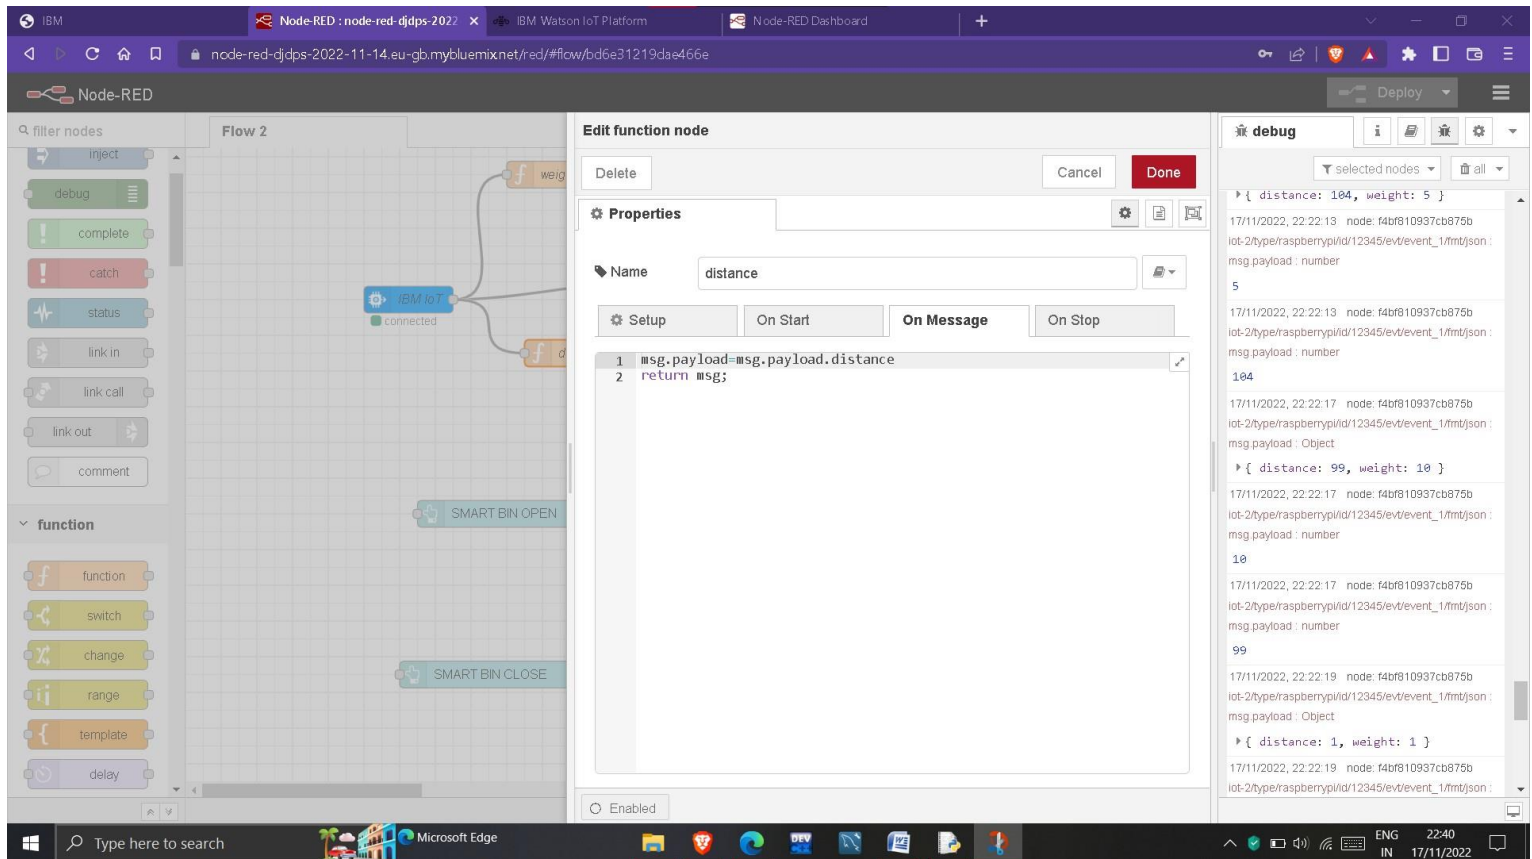 IBM
Node-RED : node-red-djdps-2022
IBM Watson IoT Platform
Node-RED Dashboard
node-red-djdps-2022-11-14.eu-gb.mybluemix.net/red/#flow/bd6e31219dae466e
Node-RED
Deploy
filter nodes
inject
debug
complete
catch
status
link in
link call
link out
comment
function
function
switch
change
range
template
delay
Flow 2
weig
IBM IoT
connected
d
SMART BIN OPEN
SMART BIN CLOSE
Edit function node
Delete
Cancel
Done
Properties
Name
distance
Setup
On Start
On Message
On Stop
1 msg.payload=msg.payload.distance
2 return msg;
Enabled
debug
i
selected nodes
all
{ distance: 104, weight: 5 }
17/11/2022, 22:22:13 node: f4bf810937cb875b
iot-2/type/raspberrypi/id/12345/evt/event_1/fmt/json :
msg.payload : number
5
17/11/2022, 22:22:13 node: f4bf810937cb875b
iot-2/type/raspberrypi/id/12345/evt/event_1/fmt/json :
msg.payload : number
104
17/11/2022, 22:22:17 node: f4bf810937cb875b
iot-2/type/raspberrypi/id/12345/evt/event_1/fmt/json :
msg.payload : Object
{ distance: 99, weight: 10 }
17/11/2022, 22:22:17 node: f4bf810937cb875b
iot-2/type/raspberrypi/id/12345/evt/event_1/fmt/json :
msg.payload : number
10
17/11/2022, 22:22:17 node: f4bf810937cb875b
iot-2/type/raspberrypi/id/12345/evt/event_1/fmt/json :
msg.payload : number
99
17/11/2022, 22:22:19 node: f4bf810937cb875b
iot-2/type/raspberrypi/id/12345/evt/event_1/fmt/json :
msg.payload : Object
{ distance: 1, weight: 1 }
17/11/2022, 22:22:19 node: f4bf810937cb875b
iot-2/type/raspberrypi/id/12345/evt/event_1/fmt/json :
Type here to search
Microsoft Edge
DEV
ENG
IN
22:40
17/11/2022